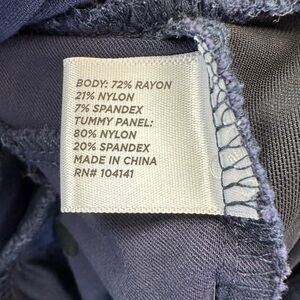 BODY: 72% RAYON
21% NYLON
7% SPANDEX
TUMMY PANEL:
80% NYLON
20% SPANDEX
MADE IN CHINA
RN# 104141